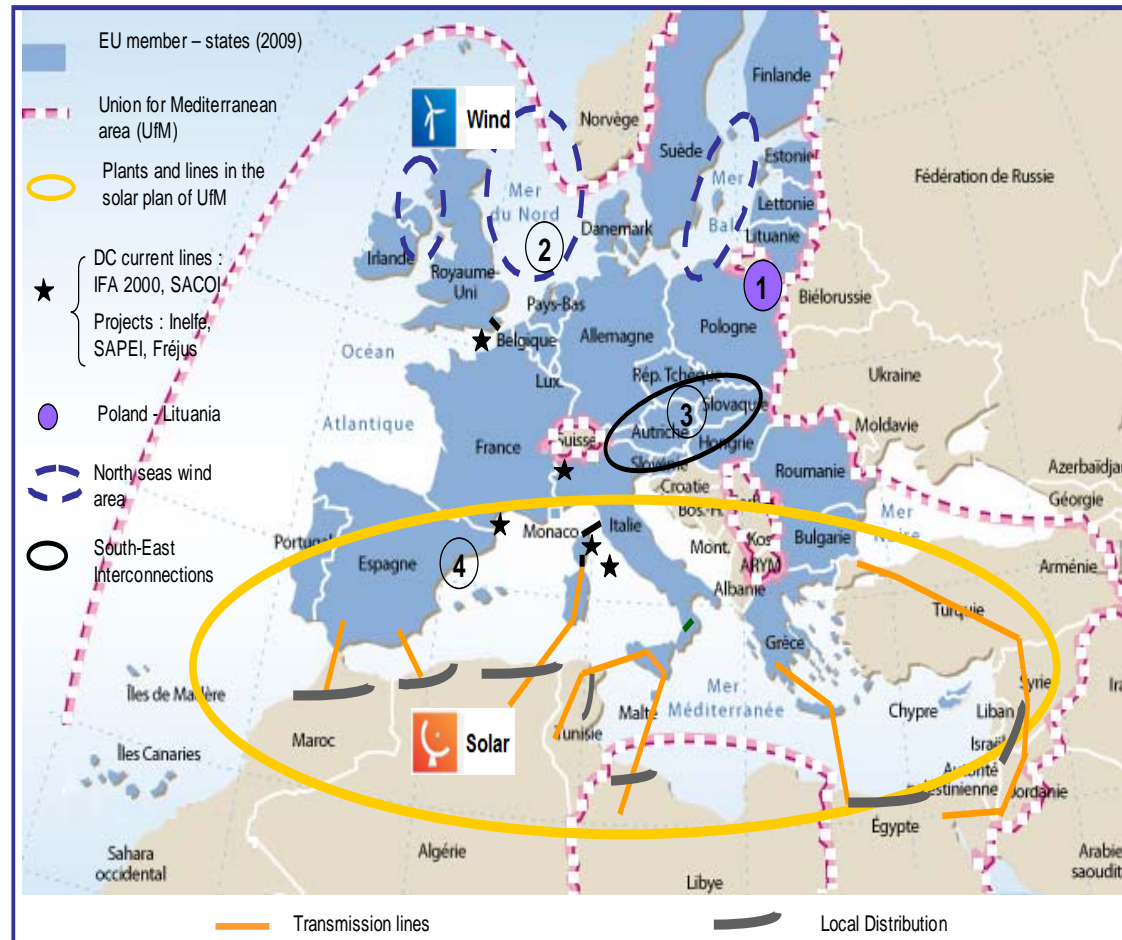 EU member – states (2009)
Union for Mediterranean
area (UfM)
Plants and lines in the
solar plan of UfM
DC current lines :
IFA 2000, SACOI
Projects : Inelfe,
SAPEI, Fréjus
Poland - Lituania
North seas wind
area
South-East
Interconnections
Wind
Finlande
Norvège
Suède
Estonie
Fédération de Russie
Mer
du Nord
Mer
Bal
Lettonie
Danemark
Lituanie
2
Irlande
Royaume-
Uni
1
Biélorussie
Pays-Bas
Allemagne
Pologne
Belgique
Océan
Atlantique
Lux.
Rép. Tchèque
Ukraine
3
Slovaquie
Autriche
Moldavie
France
Suisse
Hongrie
Slovénie
Roumanie
Croatie
Azerbaïdjan
Bos.-H.
Géorgie
Monaco
Italie
Mer
Noire
Portugal
Espagne
4
Mont.
Kos
Bulgarie
ARYM
Albanie
Arménie
Turquie
Grèce
Îles de Madère
Mer
Méditerranée
Syrie
Malte
Chypre
Liban
Maroc
Solar
Tunisie
Israël
Îles Canaries
Autorité
palestinienne
Jordanie
Égypte
Sahara
occidental
Algérie
Libye
Arabie
saoudit
Transmission lines
Local Distribution